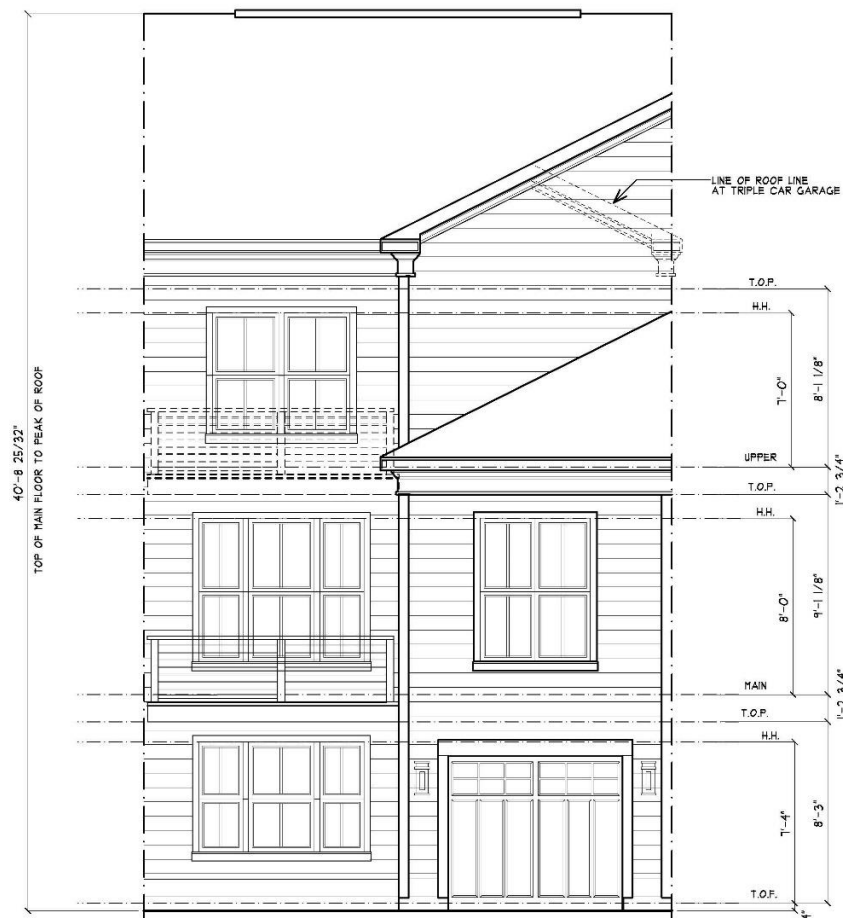 LINE OF ROOF LINE
AT TRIPLE CAR GARAGE
T.O.P.
H.H.
7'-0"
8'-1 1/8"
40'-8 25/32"
TOP OF MAIN FLOOR TO PEAK OF ROOF
UPPER
1'-2 3/4"
T.O.P.
H.H.
8'-0"
9'-1 1/8"
MAIN
1'-2 3/4"
T.O.P.
H.H.
7'-4"
8'-3"
T.O.F.
4"